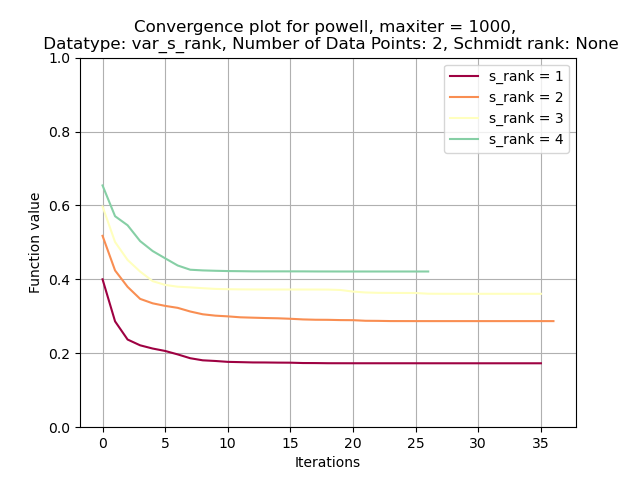 Convergence plot for powell, maxiter = 1000,
Datatype: var_s_rank, Number of Data Points: 2, Schmidt rank: None
1.0
0.8
0.6
0.4
0.2
0.0
Function value
s_rank = 1
s_rank = 2
s_rank = 3
s_rank = 4
0 5 10 15 20 25 30 35
Iterations